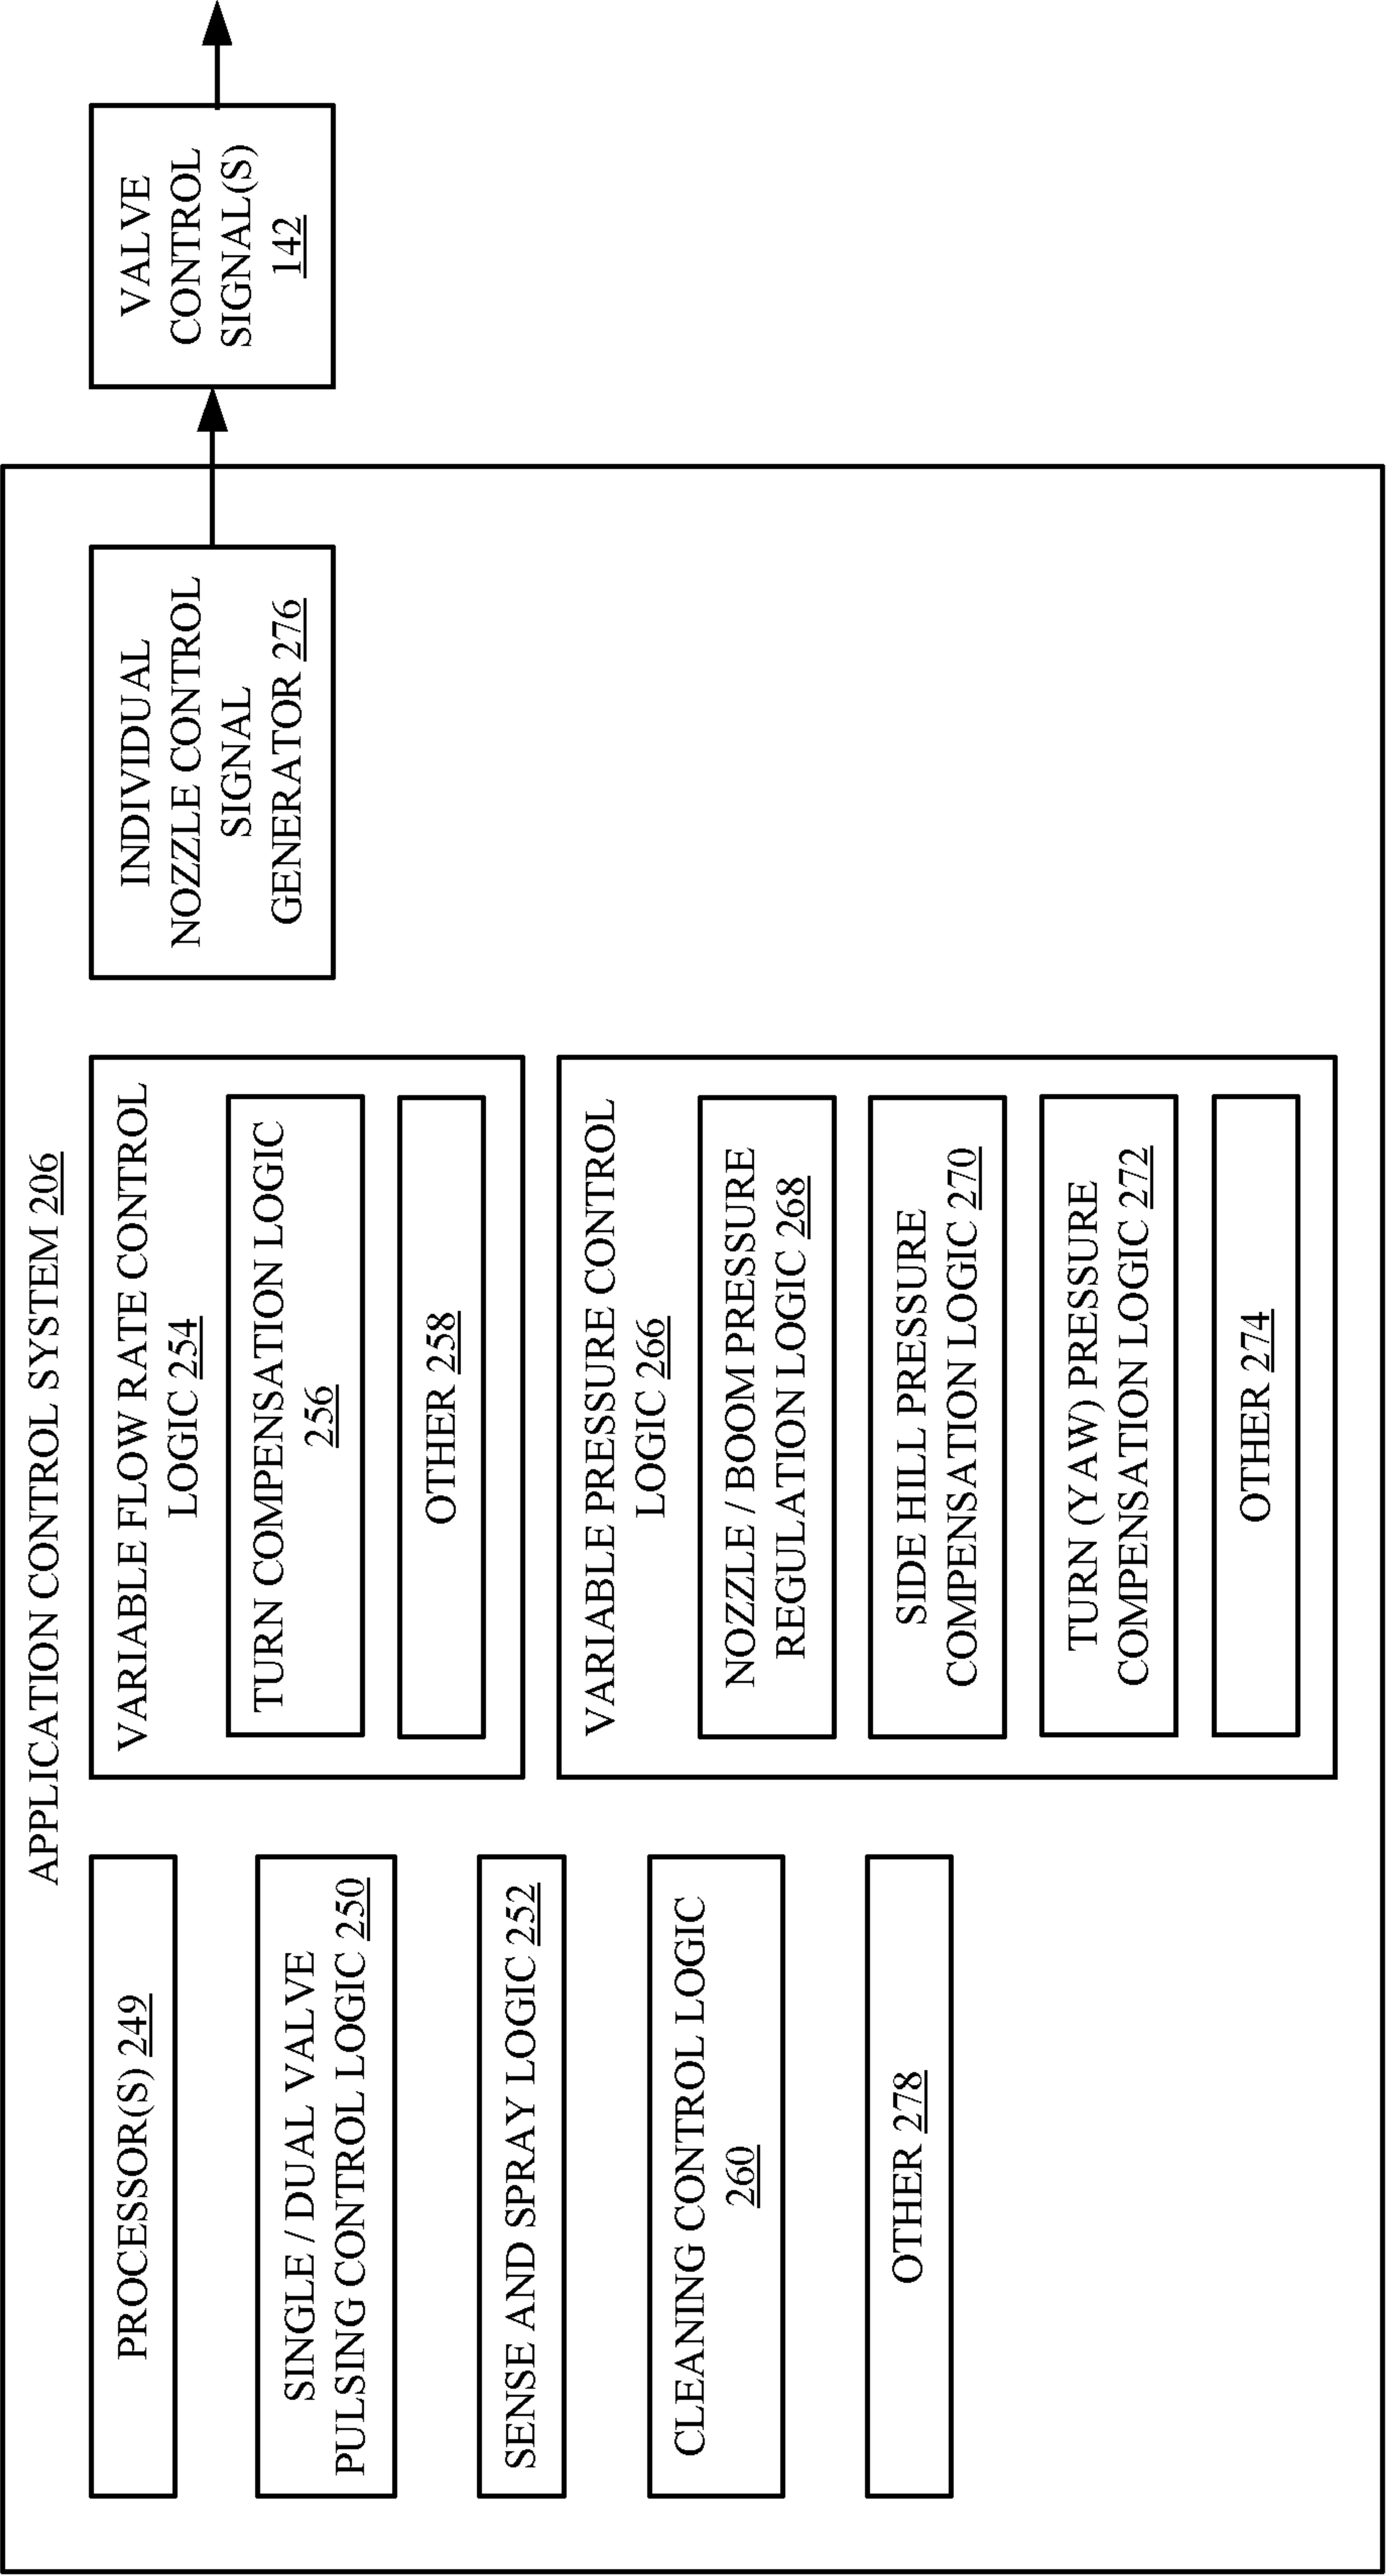 APPLICATION CONTROL SYSTEM 206
PROCESSOR(S) 249
SINGLE / DUAL VALVE
PULSING CONTROL LOGIC 250
SENSE AND SPRAY LOGIC 252
CLEANING CONTROL LOGIC
260
OTHER 278
VARIABLE FLOW RATE CONTROL
LOGIC 254
TURN COMPENSATION LOGIC
256
OTHER 258
VARIABLE PRESSURE CONTROL
LOGIC 266
NOZZLE / BOOM PRESSURE
REGULATION LOGIC 268
SIDE HILL PRESSURE
COMPENSATION LOGIC 270
TURN (YAW) PRESSURE
COMPENSATION LOGIC 272
OTHER 274
INDIVIDUAL
NOZZLE CONTROL
SIGNAL
GENERATOR 276
VALVE
CONTROL
SIGNAL(S)
142